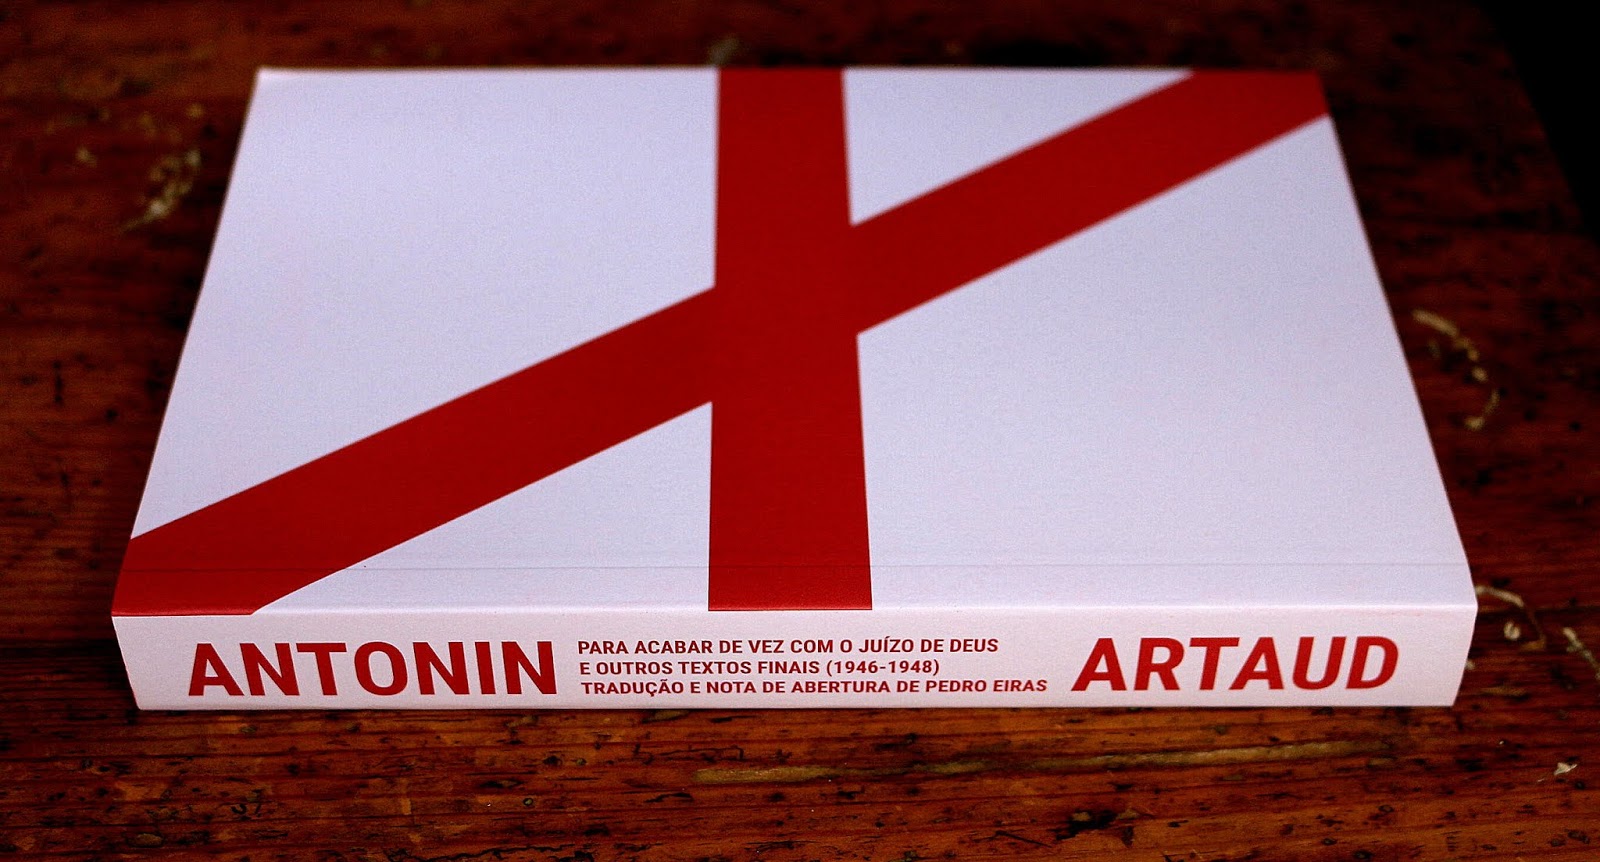 ANTONIN
PARA ACABAR DE VEZ COM O JUÍZO DE DEUS
E OUTROS TEXTOS FINAIS (1946-1948)
TRADUÇÃO E NOTA DE ABERTURA DE PEDRO EIRAS
ARTAUD